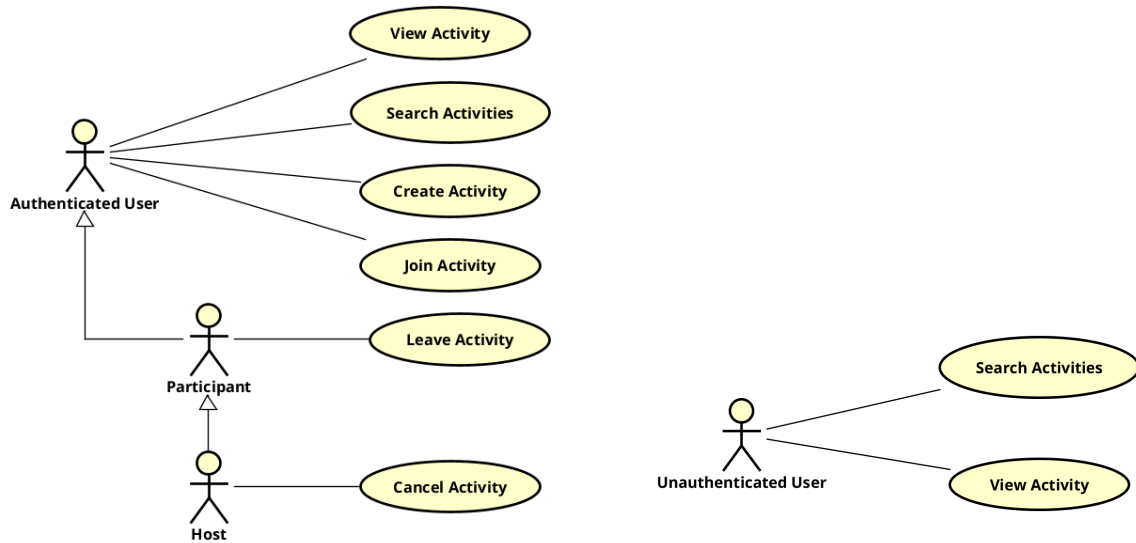 View Activity
Search Activities
Authenticated User
Create Activity
Join Activity
Participant
Leave Activity
Host
Cancel Activity
Search Activities
Unauthenticated User
View Activity